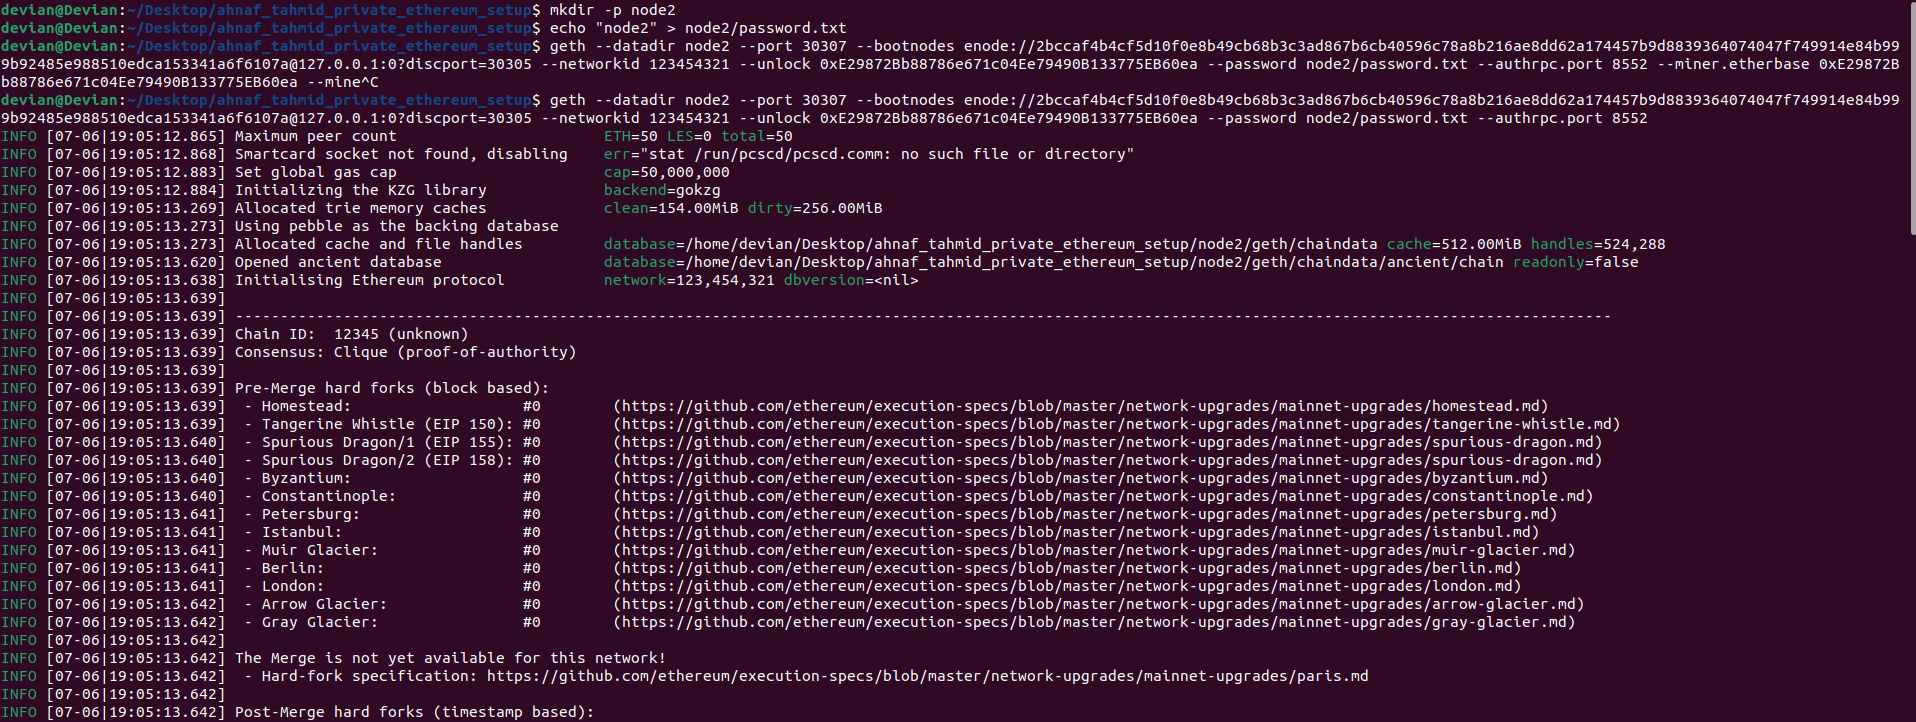 devian@Devian:~/Desktop/ahnaf_tahmid_private_ethereum_setup$ mkdir -p node2
devian@Devian:~/Desktop/ahnaf_tahmid_private_ethereum_setup$ echo "node2" > node2/password.txt
devian@Devian:~/Desktop/ahnaf_tahmid_private_ethereum_setup$ geth --datadir node2 --port 30307 --bootnodes enode://2bccaf4b4cf5d10f0e8b49cb68b3c3ad867b6cb40596c78a8b216ae8dd62a174457b9d8839364074047f749914e84b99
9b92485e988510edca153341a6f6107a@127.0.0.1:0?discport=30305 --networkid 123454321 --unlock 0xE29872Bb88786e671c04Ee79490B133775EB60ea --password node2/password.txt --authrpc.port 8552 --miner.etherbase 0xE29872B
b88786e671c04Ee79490B133775EB60ea --mine^C
devian@Devian:~/Desktop/ahnaf_tahmid_private_ethereum_setup$ geth --datadir node2 --port 30307 --bootnodes enode://2bccaf4b4cf5d10f0e8b49cb68b3c3ad867b6cb40596c78a8b216ae8dd62a174457b9d8839364074047f749914e84b99
9b92485e988510edca153341a6f6107a@127.0.0.1:0?discport=30305 --networkid 123454321 --unlock 0xE29872Bb88786e671c04Ee79490B133775EB60ea --password node2/password.txt --authrpc.port 8552
INFO [07-06|19:05:12.865] Maximum peer count ETH=50 LES=0 total=50
INFO [07-06|19:05:12.868] Smartcard socket not found, disabling err="stat /run/pcscd/pcscd.comm: no such file or directory"
INFO [07-06|19:05:12.883] Set global gas cap cap=50,000,000
INFO [07-06|19:05:12.884] Initializing the KZG library backend=gokzg
INFO [07-06|19:05:13.269] Allocated trie memory caches clean=154.00MiB dirty=256.00MiB
INFO [07-06|19:05:13.273] Using pebble as the backing database
INFO [07-06|19:05:13.273] Allocated cache and file handles database=/home/devian/Desktop/ahnaf_tahmid_private_ethereum_setup/node2/geth/chaindata cache=512.00MiB handles=524,288
INFO [07-06|19:05:13.620] Opened ancient database database=/home/devian/Desktop/ahnaf_tahmid_private_ethereum_setup/node2/geth/chaindata/ancient/chain readonly=false
INFO [07-06|19:05:13.638] Initialising Ethereum protocol network=123,454,321 dbversion=<nil>
INFO [07-06|19:05:13.639]
INFO [07-06|19:05:13.639] ---------------------------------------------------------------------------------------------------------------------------------------------------------
INFO [07-06|19:05:13.639] Chain ID:  12345 (unknown)
INFO [07-06|19:05:13.639] Consensus: Clique (proof-of-authority)
INFO [07-06|19:05:13.639]
INFO [07-06|19:05:13.639] Pre-Merge hard forks (block based):
INFO [07-06|19:05:13.639]  - Homestead: #0 (https://github.com/ethereum/execution-specs/blob/master/network-upgrades/mainnet-upgrades/homestead.md)
INFO [07-06|19:05:13.639]  - Tangerine Whistle (EIP 150): #0 (https://github.com/ethereum/execution-specs/blob/master/network-upgrades/mainnet-upgrades/tangerine-whistle.md)
INFO [07-06|19:05:13.640]  - Spurious Dragon/1 (EIP 155): #0 (https://github.com/ethereum/execution-specs/blob/master/network-upgrades/mainnet-upgrades/spurious-dragon.md)
INFO [07-06|19:05:13.640]  - Spurious Dragon/2 (EIP 158): #0 (https://github.com/ethereum/execution-specs/blob/master/network-upgrades/mainnet-upgrades/spurious-dragon.md)
INFO [07-06|19:05:13.640]  - Byzantium: #0 (https://github.com/ethereum/execution-specs/blob/master/network-upgrades/mainnet-upgrades/byzantium.md)
INFO [07-06|19:05:13.640]  - Constantinople: #0 (https://github.com/ethereum/execution-specs/blob/master/network-upgrades/mainnet-upgrades/constantinople.md)
INFO [07-06|19:05:13.641]  - Petersburg: #0 (https://github.com/ethereum/execution-specs/blob/master/network-upgrades/mainnet-upgrades/petersburg.md)
INFO [07-06|19:05:13.641]  - Istanbul: #0 (https://github.com/ethereum/execution-specs/blob/master/network-upgrades/mainnet-upgrades/istanbul.md)
INFO [07-06|19:05:13.641]  - Muir Glacier: #0 (https://github.com/ethereum/execution-specs/blob/master/network-upgrades/mainnet-upgrades/muir-glacier.md)
INFO [07-06|19:05:13.641]  - Berlin: #0 (https://github.com/ethereum/execution-specs/blob/master/network-upgrades/mainnet-upgrades/berlin.md)
INFO [07-06|19:05:13.641]  - London: #0 (https://github.com/ethereum/execution-specs/blob/master/network-upgrades/mainnet-upgrades/london.md)
INFO [07-06|19:05:13.642]  - Arrow Glacier: #0 (https://github.com/ethereum/execution-specs/blob/master/network-upgrades/mainnet-upgrades/arrow-glacier.md)
INFO [07-06|19:05:13.642]  - Gray Glacier: #0 (https://github.com/ethereum/execution-specs/blob/master/network-upgrades/mainnet-upgrades/gray-glacier.md)
INFO [07-06|19:05:13.642]
INFO [07-06|19:05:13.642] The Merge is not yet available for this network!
INFO [07-06|19:05:13.642]  - Hard-fork specification: https://github.com/ethereum/execution-specs/blob/master/network-upgrades/mainnet-upgrades/paris.md
INFO [07-06|19:05:13.642]
INFO [07-06|19:05:13.642] Post-Merge hard forks (timestamp based):